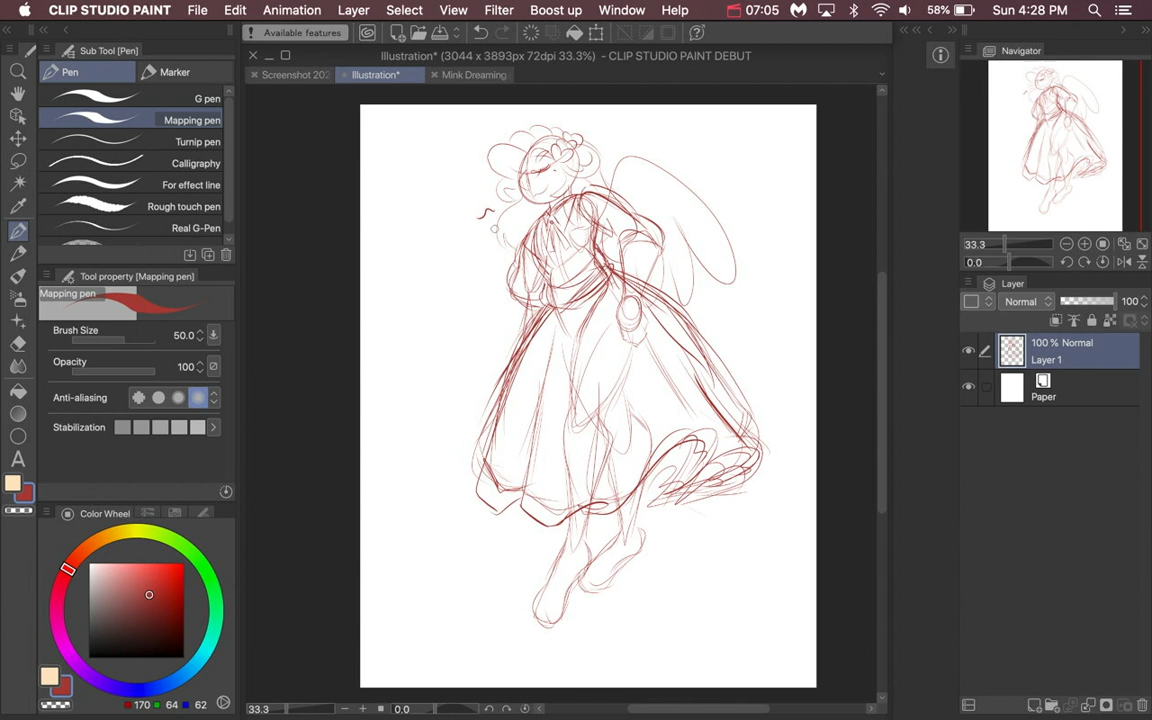 CLIP STUDIO PAINT File Edit Animation Layer Select View Filter Boost up Window Help 07:05 58% Sun 4:28 PM
Available features
Illustration* (3044 x 3893px 72dpi 33.3%) - CLIP STUDIO PAINT DEBUT
Screenshot 202 Illustration* Mink Dreaming
Sub Tool [Pen]
Pen Marker
G pen
Mapping pen
Turnip pen
Calligraphy
For effect line
Rough touch pen
Real G-Pen
Tool property [Mapping pen]
Mapping pen
Brush Size 50.0
Opacity 100
Anti-aliasing
Stabilization
A
Color Wheel
170 64 62
33.3 0.0
Navigator
33.3
0.0
Layer
Normal 100
100 % Normal
Layer 1
Paper